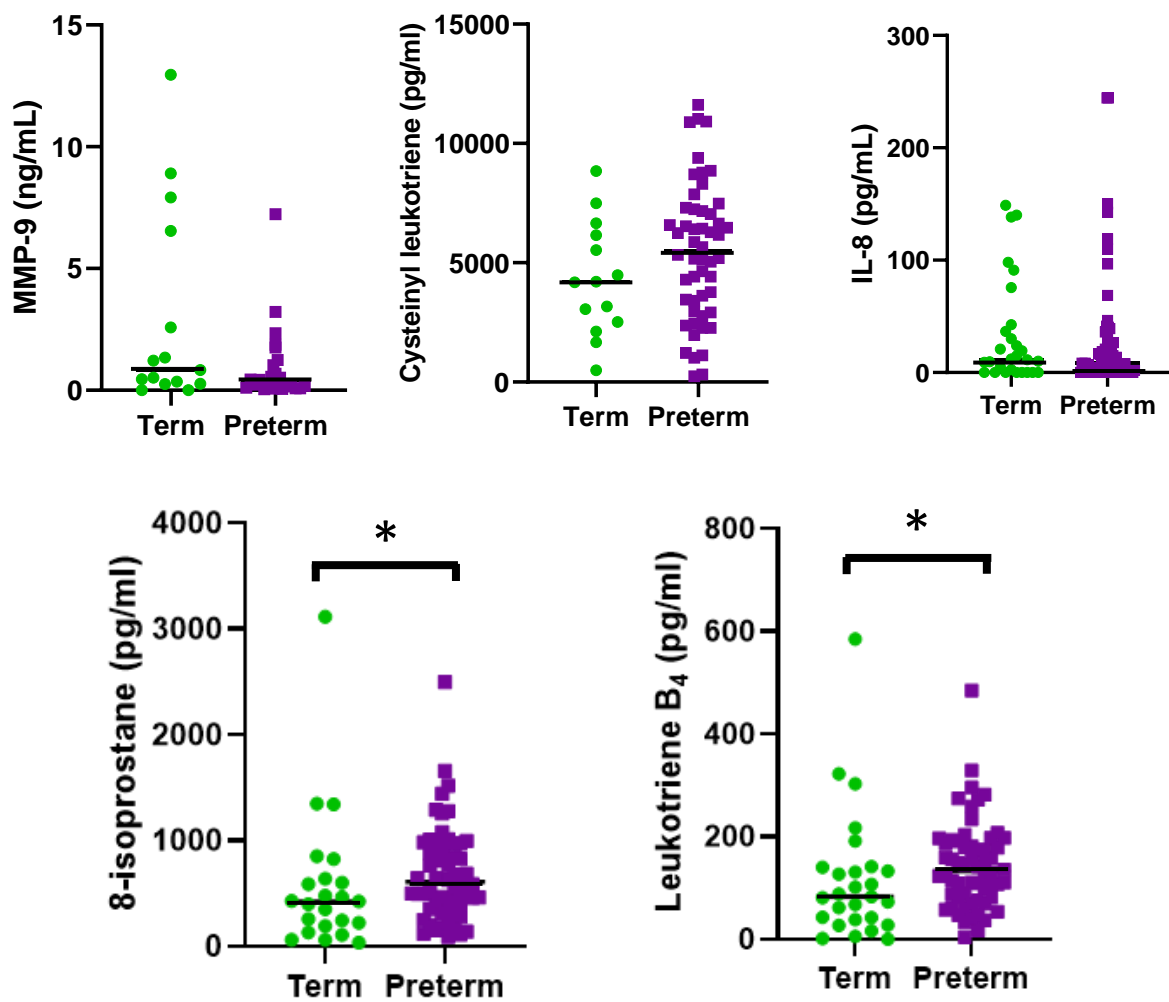 MMP-9 (ng/mL)
15
10
5
0
Term Preterm
Cysteinyl leukotriene (pg/ml)
15000
10000
5000
0
Term Preterm
IL-8 (pg/mL)
300
200
100
0
Term Preterm
8-isoprostane (pg/ml)
4000
3000
2000
1000
0
*
Term Preterm
Leukotriene B₄ (pg/ml)
800
600
400
200
0
*
Term Preterm